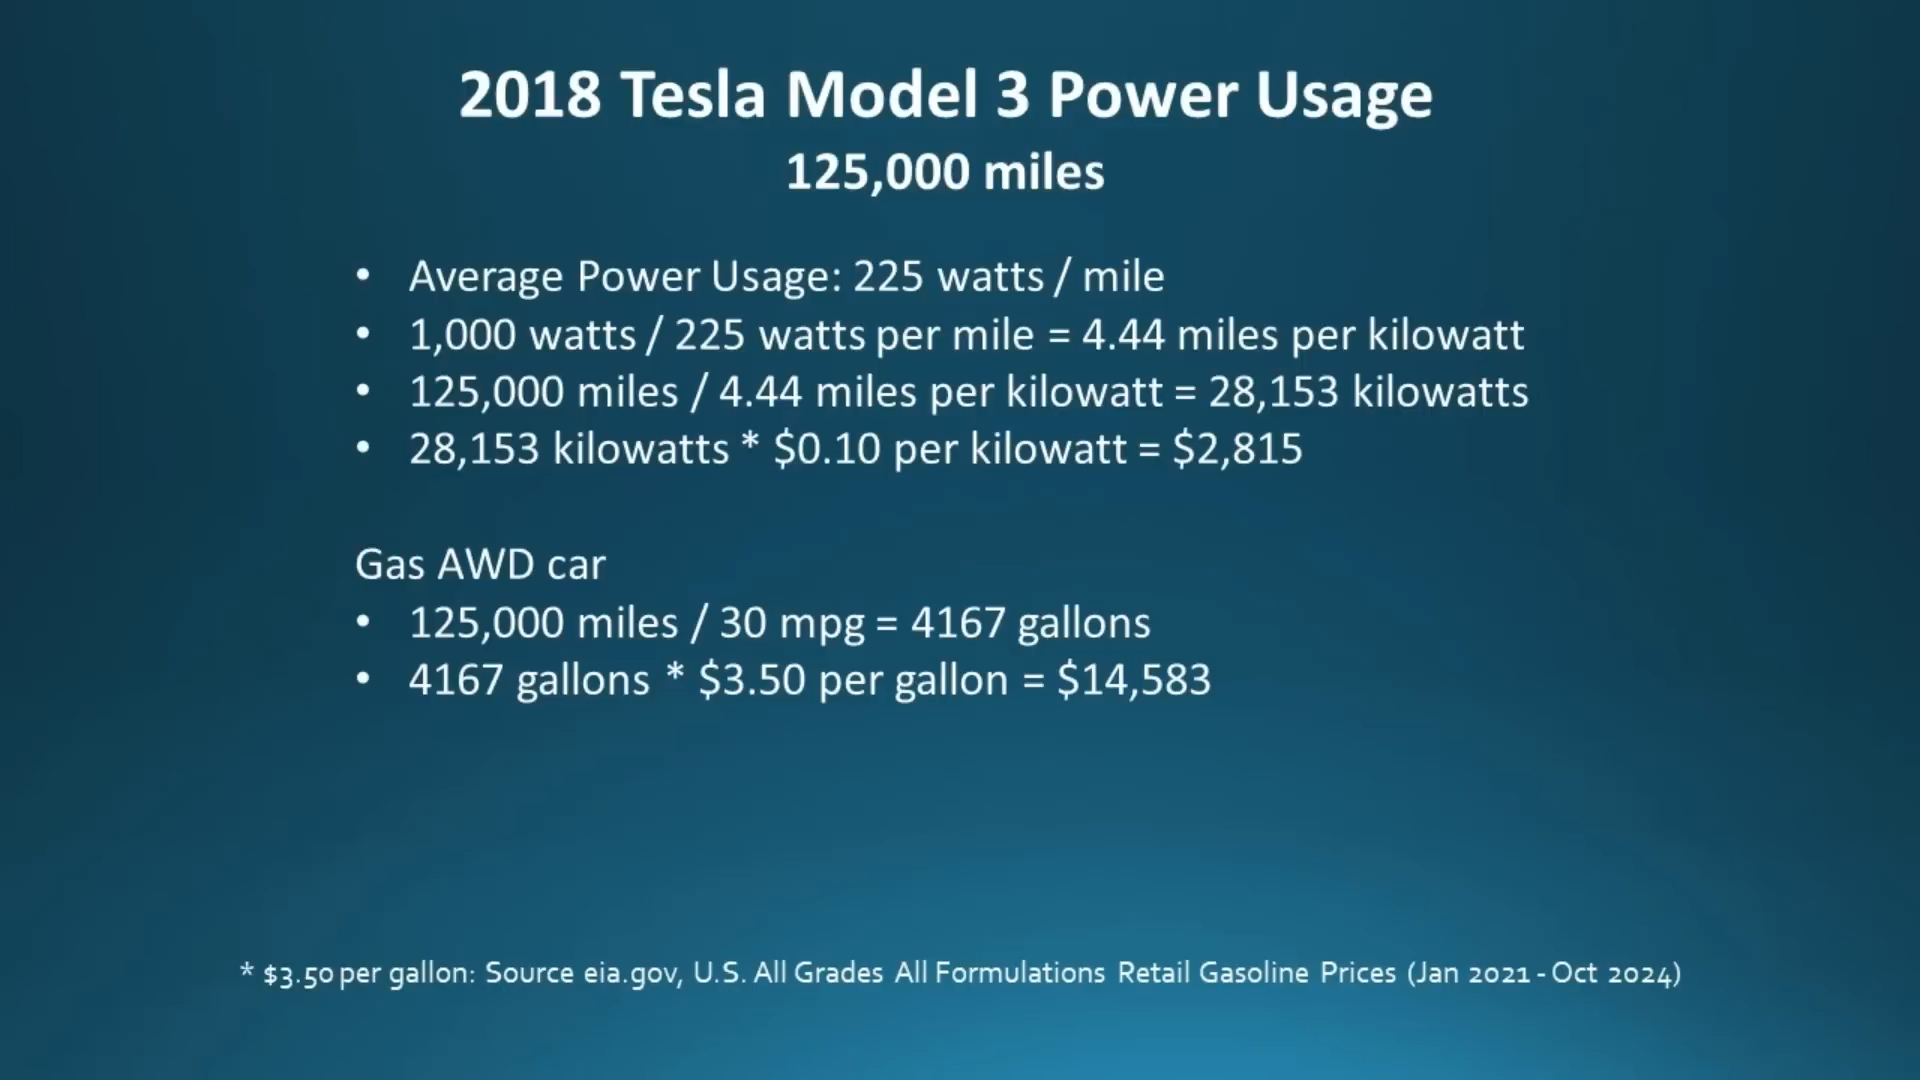 2018 Tesla Model 3 Power Usage
125,000 miles
• Average Power Usage: 225 watts / mile
• 1,000 watts / 225 watts per mile = 4.44 miles per kilowatt
• 125,000 miles / 4.44 miles per kilowatt = 28,153 kilowatts
• 28,153 kilowatts * $0.10 per kilowatt = $2,815
Gas AWD car
• 125,000 miles / 30 mpg = 4167 gallons
• 4167 gallons * $3.50 per gallon = $14,583
* $3.50 per gallon: Source eia.gov, U.S. All Grades All Formulations Retail Gasoline Prices (Jan 2021 - Oct 2024)